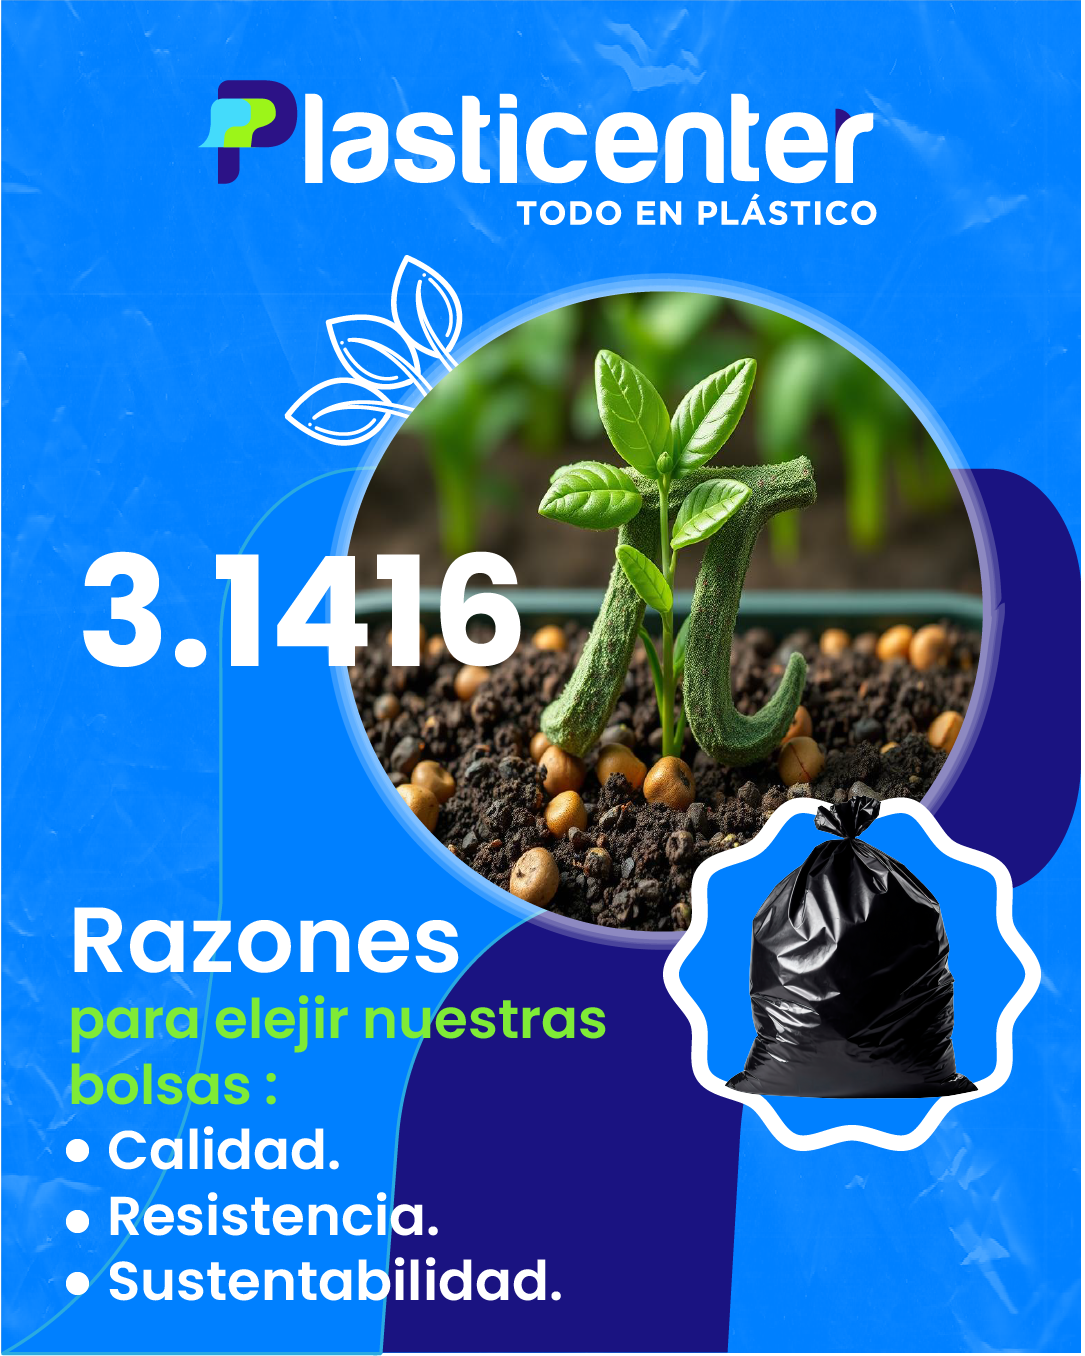 Plasticenter
TODO EN PLÁSTICO
3.1416
Razones
para elejir nuestras
bolsas :
• Calidad.
• Resistencia.
• Sustentabilidad.